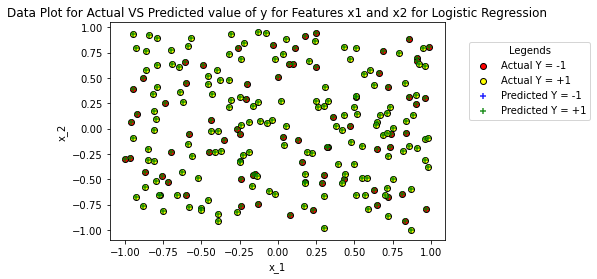 Data Plot for Actual VS Predicted value of y for Features x1 and x2 for Logistic Regression
Legends
Actual Y = -1
Actual Y = +1
Predicted Y = -1
Predicted Y = +1
1.00
0.75
0.50
0.25
0.00
−0.25
−0.50
−0.75
−1.00
x_2
−1.00 −0.75 −0.50 −0.25 0.00 0.25 0.50 0.75 1.00
x_1